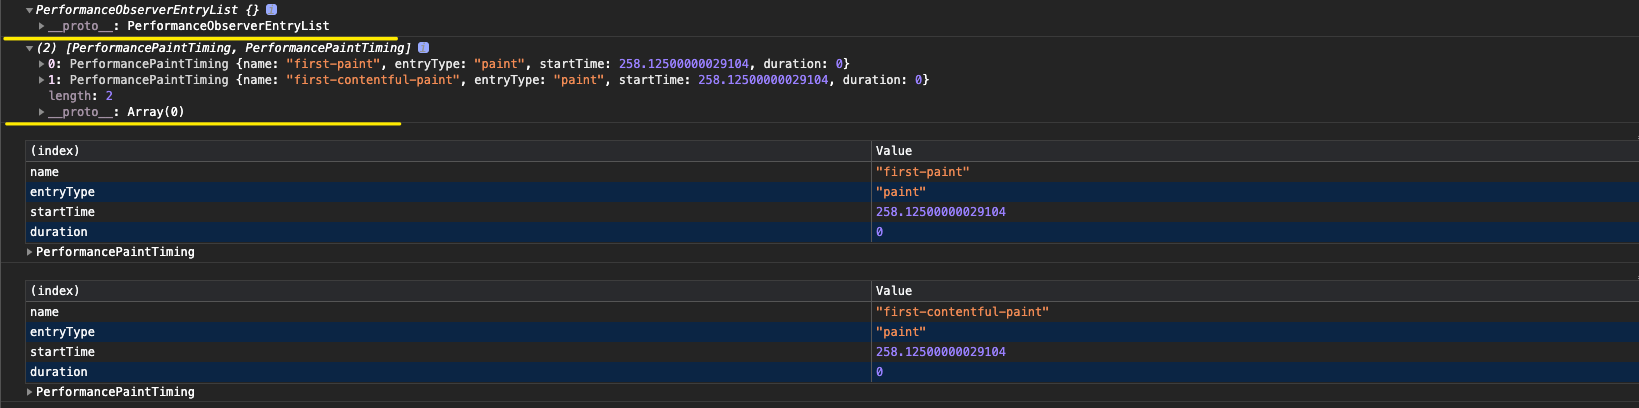 PerformanceObserverEntryList {} i
__proto__: PerformanceObserverEntryList
(2) [PerformancePaintTiming, PerformancePaintTiming] i
0: PerformancePaintTiming {name: "first-paint", entryType: "paint", startTime: 258.12500000029104, duration: 0}
1: PerformancePaintTiming {name: "first-contentful-paint", entryType: "paint", startTime: 258.12500000029104, duration: 0}
length: 2
__proto__: Array(0)
(index) Value
name "first-paint"
entryType "paint"
startTime 258.12500000029104
duration 0
PerformancePaintTiming
(index) Value
name "first-contentful-paint"
entryType "paint"
startTime 258.12500000029104
duration 0
PerformancePaintTiming